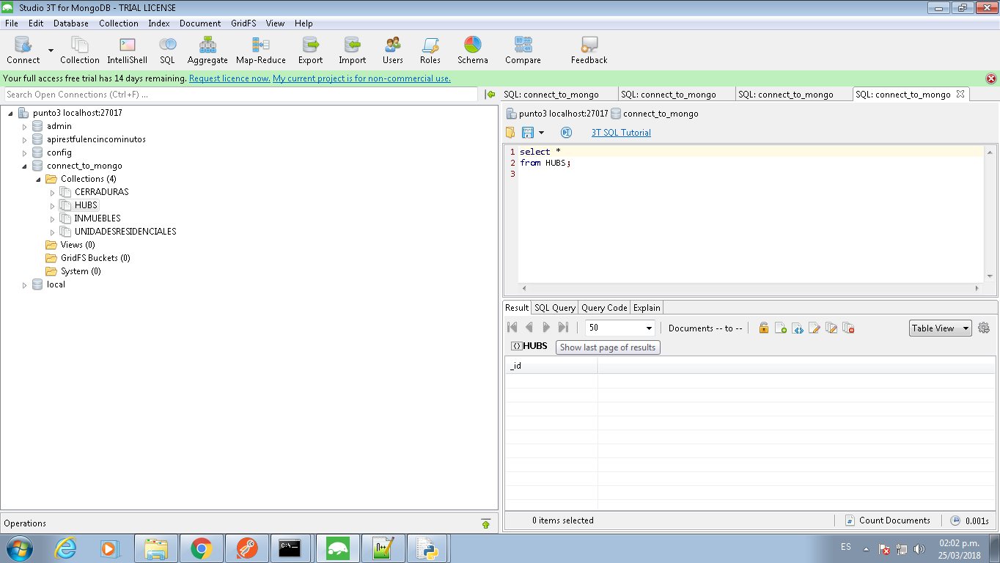 Studio 3T for MongoDB - TRIAL LICENSE
File Edit Database Collection Index Document GridFS View Help
Connect Collection IntelliShell SQL Aggregate Map-Reduce Export Import Users Roles Schema Compare Feedback
Your full access free trial has 14 days remaining. Request licence now. My current project is for non-commercial use.
Search Open Connections (Ctrl+F) ...
punto3 localhost:27017
admin
apirestfulencincominutos
config
connect_to_mongo
Collections (4)
CERRADURAS
HUBS
INMUEBLES
UNIDADESRESIDENCIALES
Views (0)
GridFS Buckets (0)
System (0)
local
Operations
SQL: connect_to_mongo SQL: connect_to_mongo SQL: connect_to_mongo SQL: connect_to_mongo
punto3 localhost:27017 connect_to_mongo
3T SQL Tutorial
1 select *
2 from HUBS;
3
Result SQL Query Query Code Explain
50 Documents -- to -- Table View
HUBS
Show last page of results
_id
0 items selected Count Documents 0.001s
C:\_
ES 02:02 p.m.
25/03/2018